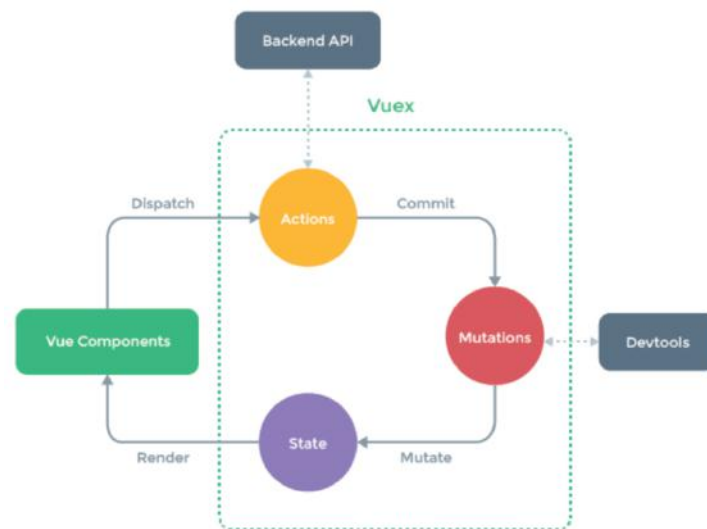 Backend API
Vuex
Dispatch
Actions
Commit
Vue Components
Mutations
Devtools
Render
State
Mutate